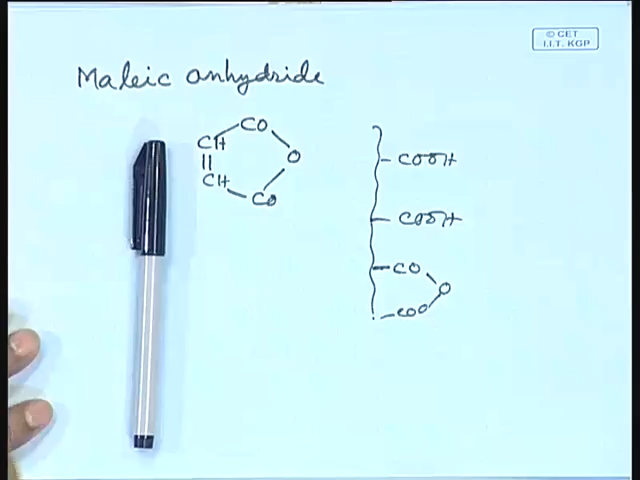 © CET
I.I.T. KGP
Maleic anhydride
CO
CH
O
CH
CO
COOH
COOH
CO
O
COO